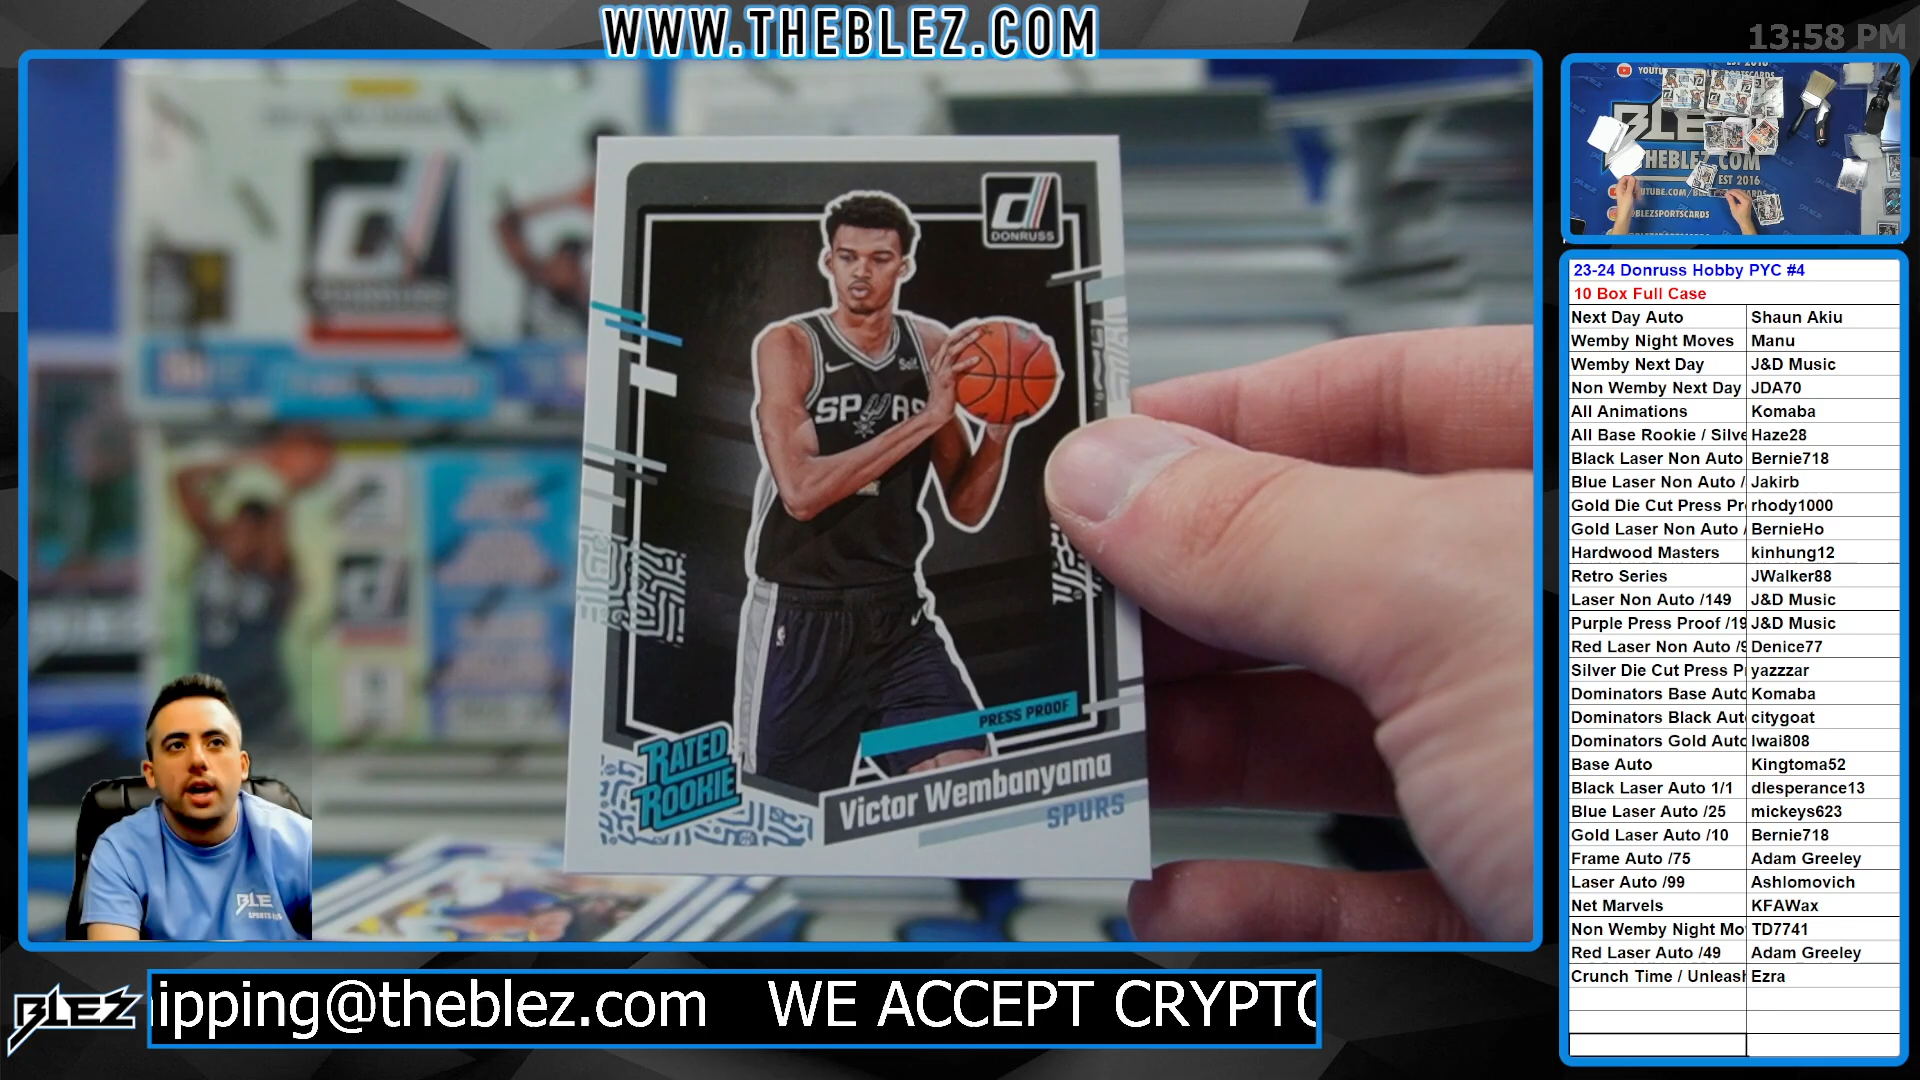 WWW.THEBLEZ.COM
13:58 PM
DONRUSS
SPURS
PRESS PROOF
RATED
ROOKIE
Victor Wembanyama
SPURS
BLE
THEBLEZ.COM
EST 2016
BLEZSPORTSCARDS
23-24 Donruss Hobby PYC #4
10 Box Full Case
Next Day Auto Shaun Akiu
Wemby Night Moves Manu
Wemby Next Day J&D Music
Non Wemby Next Day JDA70
All Animations Komaba
All Base Rookie / Silve Haze28
Black Laser Non Auto Bernie718
Blue Laser Non Auto / Jakirb
Gold Die Cut Press Pr rhody1000
Gold Laser Non Auto / BernieHo
Hardwood Masters kinhung12
Retro Series JWalker88
Laser Non Auto /149 J&D Music
Purple Press Proof /19 J&D Music
Red Laser Non Auto /9 Denice77
Silver Die Cut Press P yazzzar
Dominators Base Auto Komaba
Dominators Black Aut citygoat
Dominators Gold Auto lwai808
Base Auto Kingtoma52
Black Laser Auto 1/1 dlesperance13
Blue Laser Auto /25 mickeys623
Gold Laser Auto /10 Bernie718
Frame Auto /75 Adam Greeley
Laser Auto /99 Ashlomovich
Net Marvels KFAWax
Non Wemby Night Mo TD7741
Red Laser Auto /49 Adam Greeley
Crunch Time / Unleash Ezra
BLEZ
ipping@theblez.com WE ACCEPT CRYPTO